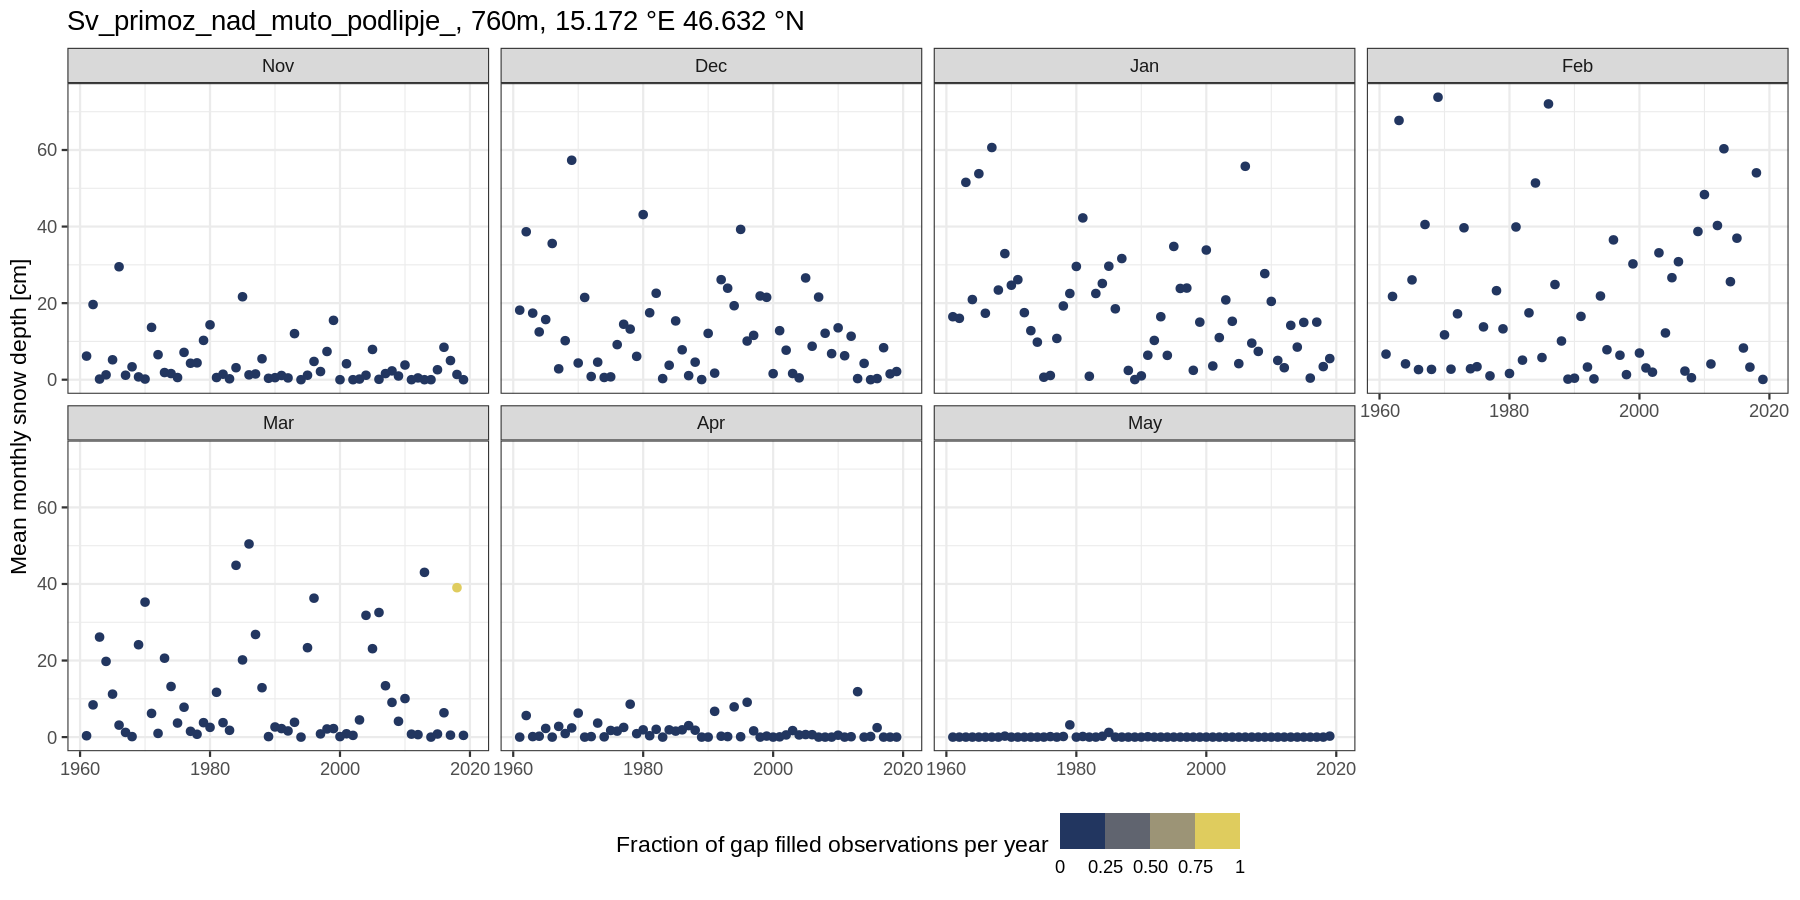 Sv_primoz_nad_muto_podlipje_, 760m, 15.172 °E 46.632 °N
Nov Dec Jan Feb
60
40
20
0
1960 1980 2000 2020
Mean monthly snow depth [cm]
Mar Apr May
60
40
20
0
1960 1980 2000 2020 1960 1980 2000 2020 1960 1980 2000 2020
Fraction of gap filled observations per year
0 0.25 0.50 0.75 1